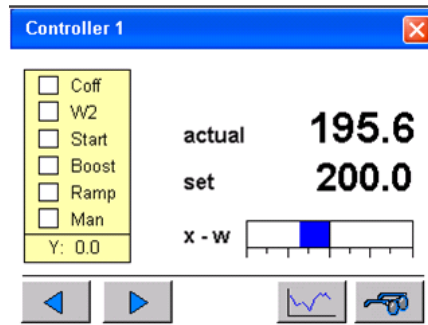 Controller 1
Coff
W2
Start
Boost
Ramp
Man
Y: 0.0
actual 195.6
set 200.0
x - w